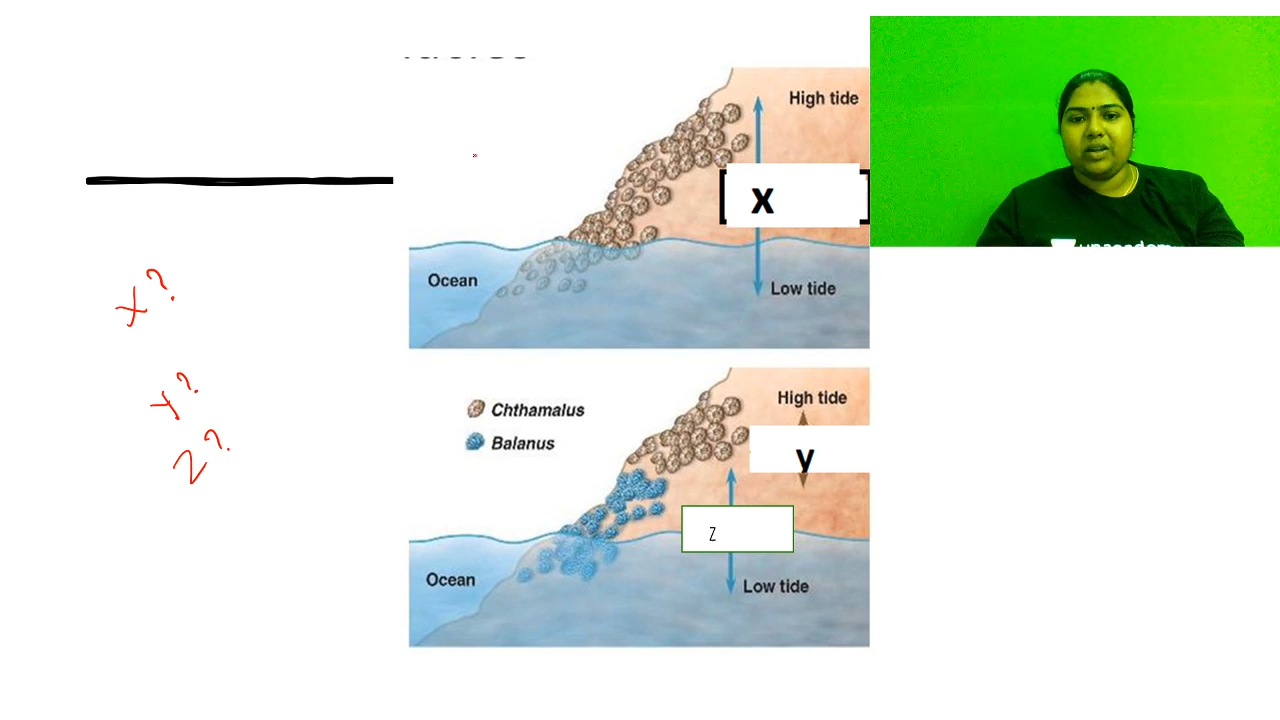 High tide
x
Ocean
Low tide
X?
Y?
Z?
Chthamalus
Balanus
High tide
y
z
Ocean
Low tide